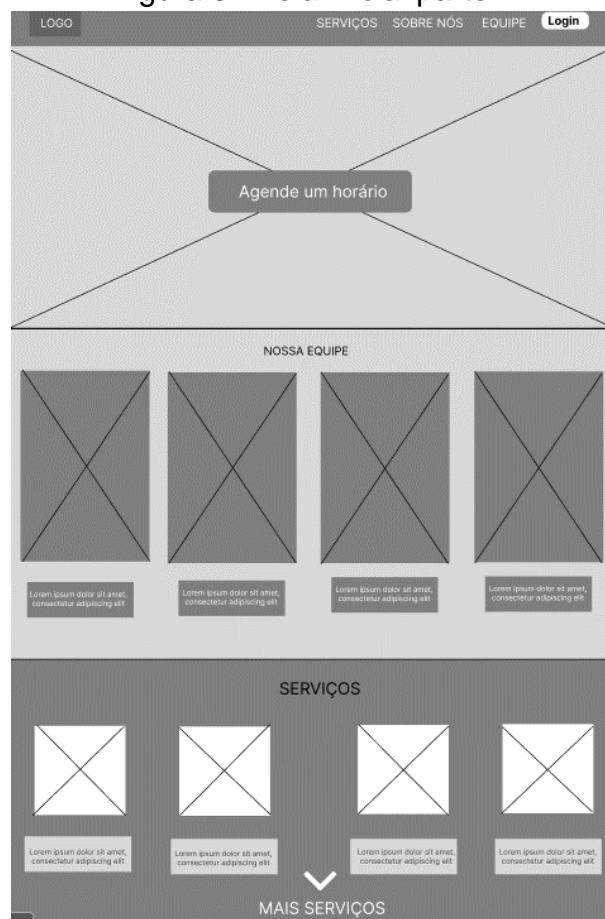 LOGO SERVIÇOS SOBRE NÓS EQUIPE Login
Agende um horário
NOSSA EQUIPE
Lorem ipsum dolor sit amet,
consectetur adipiscing elit
Lorem ipsum dolor sit amet,
consectetur adipiscing elit
Lorem ipsum dolor sit amet,
consectetur adipiscing elit
Lorem ipsum dolor sit amet,
consectetur adipiscing elit
SERVIÇOS
Lorem ipsum dolor sit amet,
consectetur adipiscing elit
Lorem ipsum dolor sit amet,
consectetur adipiscing elit
Lorem ipsum dolor sit amet,
consectetur adipiscing elit
Lorem ipsum dolor sit amet,
consectetur adipiscing elit
MAIS SERVIÇOS